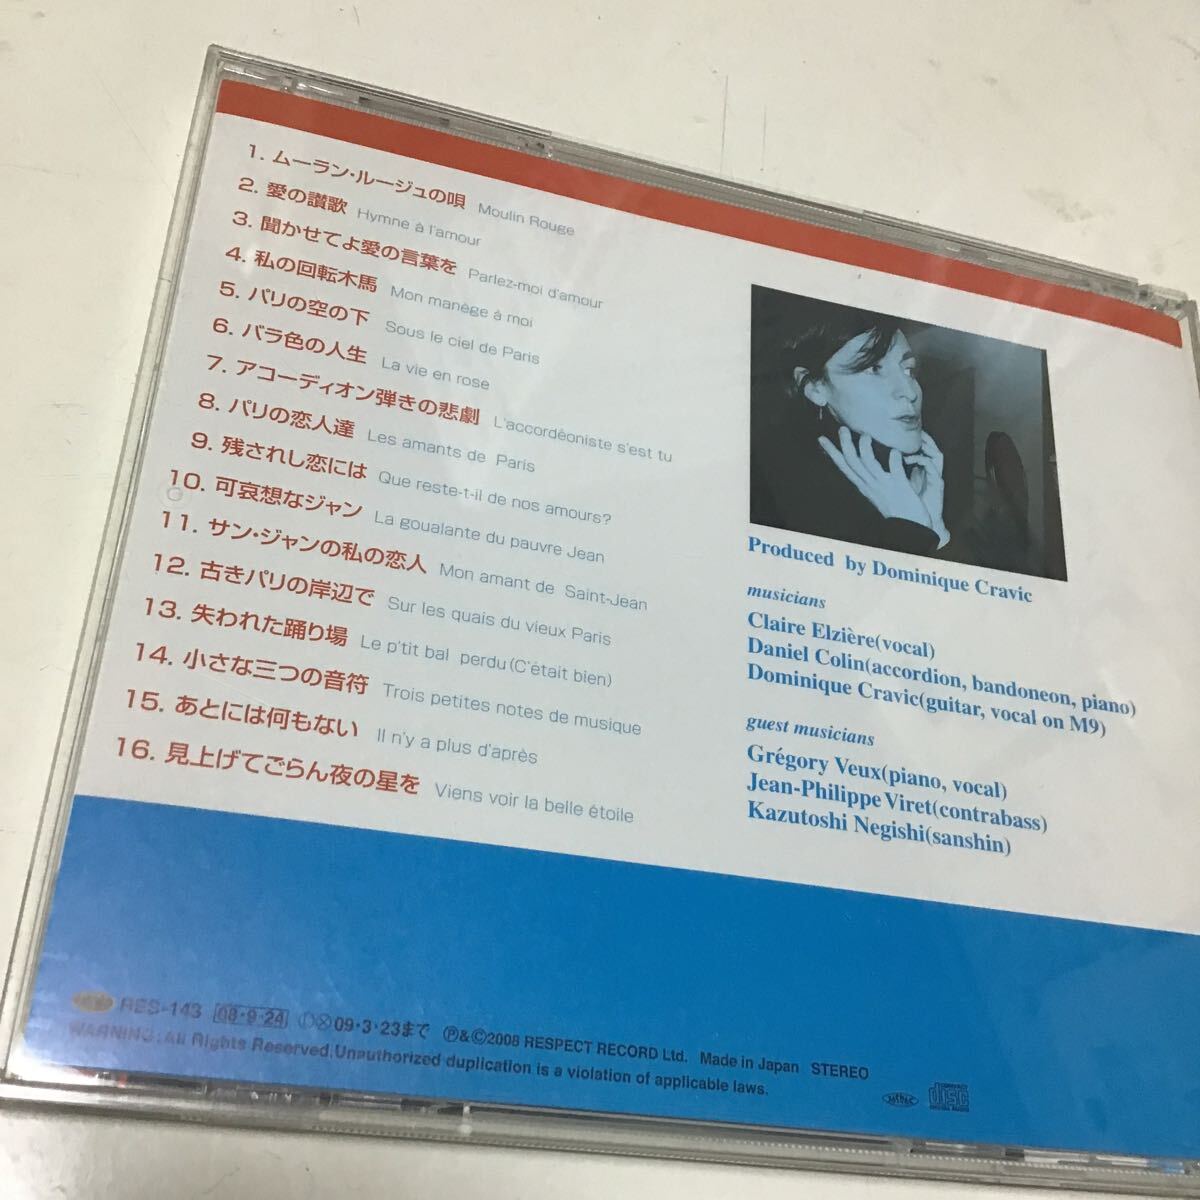 1. ムーラン・ルージュの唄 Moulin Rouge
2. 愛の讃歌 Hymne à l'amour
3. 聞かせてよ愛の言葉を Parlez-moi d'amour
4. 私の回転木馬 Mon manège à moi
5. パリの空の下 Sous le ciel de Paris
6. バラ色の人生 La vie en rose
7. アコーディオン弾きの悲劇 L'accordéoniste s'est tu
8. パリの恋人達 Les amants de Paris
9. 残されし恋には Que reste-t-il de nos amours?
10. 可哀想なジャン La goualante du pauvre Jean
11. サン・ジャンの私の恋人 Mon amant de Saint-Jean
12. 古きパリの岸辺で Sur les quais du vieux Paris
13. 失われた踊り場 Le p'tit bal perdu (C'était bien)
14. 小さな三つの音符 Trois petites notes de musique
15. あとには何もない Il n'y a plus d'après
16. 見上げてごらん夜の星を Viens voir la belle étoile
Produced by Dominique Cravic
musicians
Claire Elzière(vocal)
Daniel Colin(accordion, bandoneon, piano)
Dominique Cravic(guitar, vocal on M9)
guest musicians
Grégory Veux(piano, vocal)
Jean-Philippe Viret(contrabass)
Kazutoshi Negishi(sanshin)
RES-143 08・9・24 09・3・23まで Ⓟ&Ⓒ2008 RESPECT RECORD Ltd. Made in Japan STEREO
WARNING: All Rights Reserved. Unauthorized duplication is a violation of applicable laws.
COMPACT disc DIGITAL AUDIO